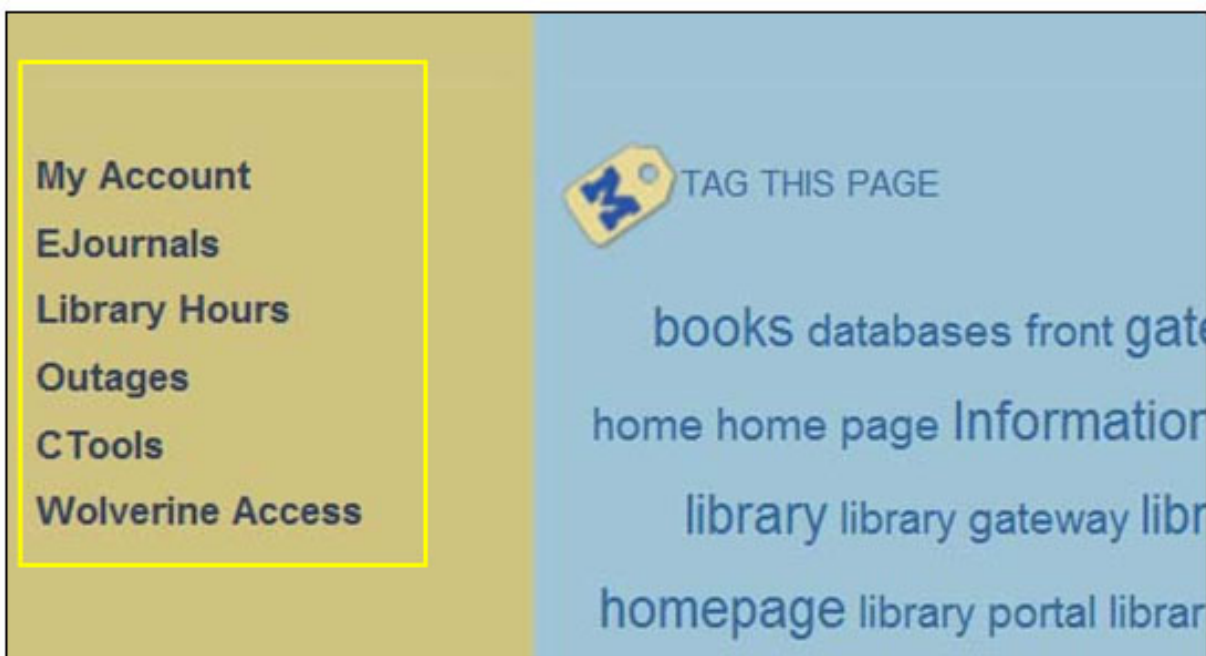 My Account
EJournals
Library Hours
Outages
CTools
Wolverine Access
M
TAG THIS PAGE
books databases front
home home page Information
library library gateway
homepage library portal